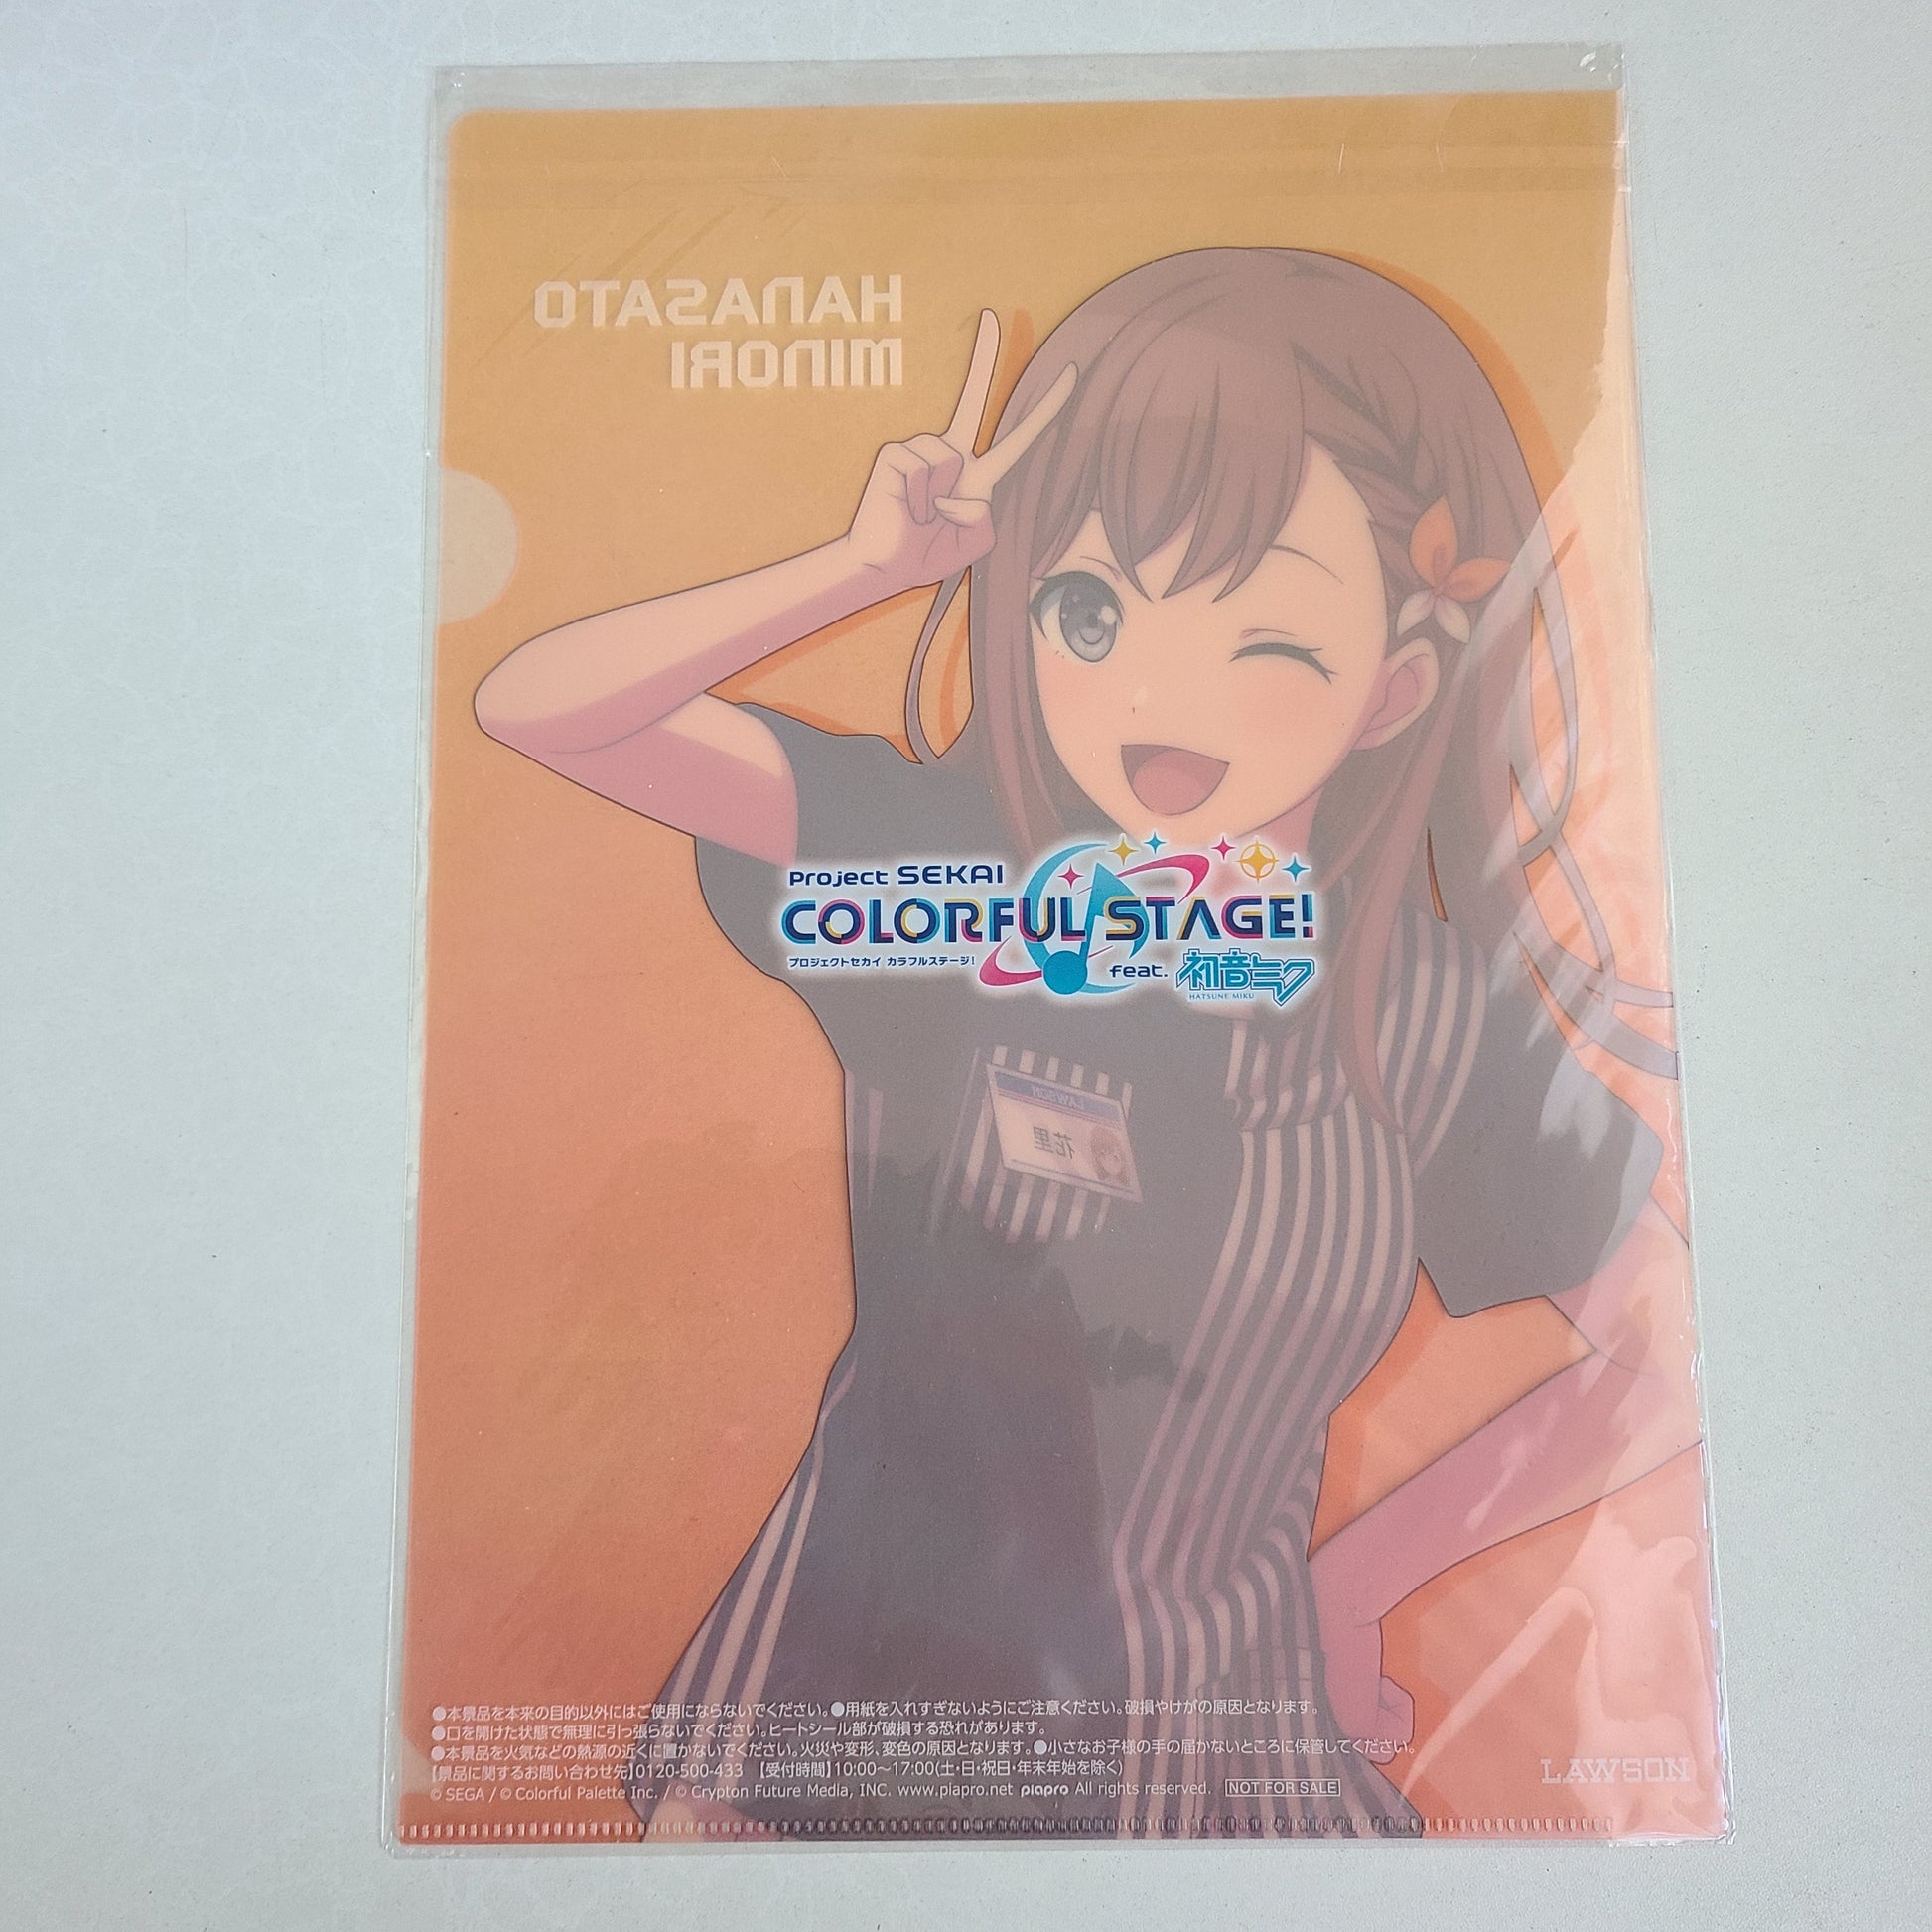 HANASATO
MINORI
Project SEKAI
COLORFUL STAGE!
プロジェクトセカイ カラフルステージ!
feat. 初音ミク
HATSUNE MIKU
LAWSON
花里
●本景品を本来の目的以外にはご使用にならないでください。●用紙を入れすぎないようにご注意ください。破損やけがの原因となります。
●口を開けた状態で無理に引っ張らないでください。ヒートシール部が破損する恐れがあります。
●本景品を火気などの熱源の近くに置かないでください。火災や変形、変色の原因となります。●小さなお子様の手の届かないところに保管してください。
【景品に関するお問い合わせ先】0120-500-433 【受付時間】10:00～17:00(土・日・祝日・年末年始を除く)
© SEGA / © Colorful Palette Inc. / © Crypton Future Media, INC. www.piapro.net piapro All rights reserved. NOT FOR SALE
LAWSON